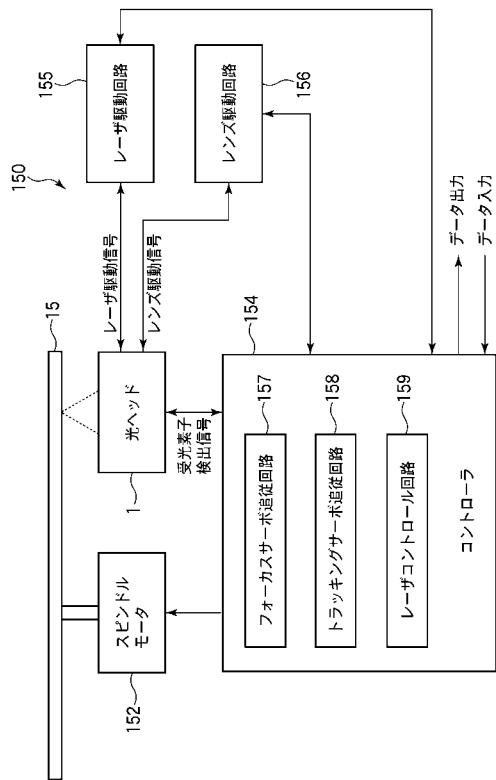 150
15
レーザ駆動回路
155
レーザ駆動信号
レンズ駆動回路
156
レンズ駆動信号
光ヘッド
1
受光素子
検出信号
スピンドル
モータ
152
154
フォーカスサーボ追従回路
157
トラッキングサーボ追従回路
158
レーザコントロール回路
159
コントローラ
データ出力
データ入力